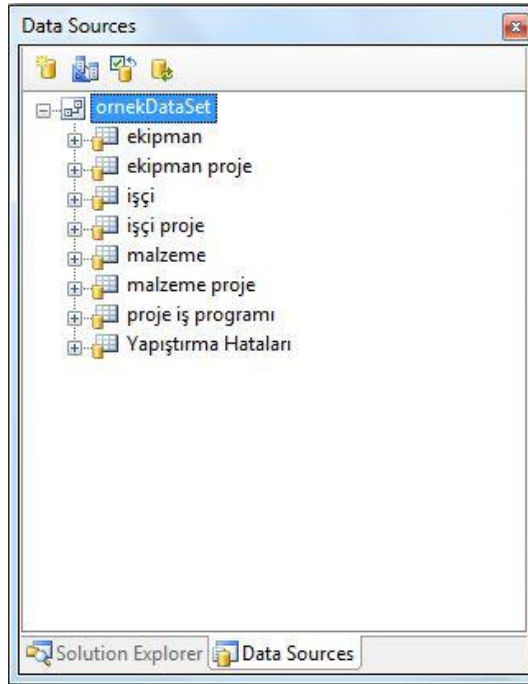 Data Sources
ornekDataSet
ekipman
ekipman proje
işçi
işçi proje
malzeme
malzeme proje
proje iş programı
Yapıştırma Hataları
Solution Explorer
Data Sources